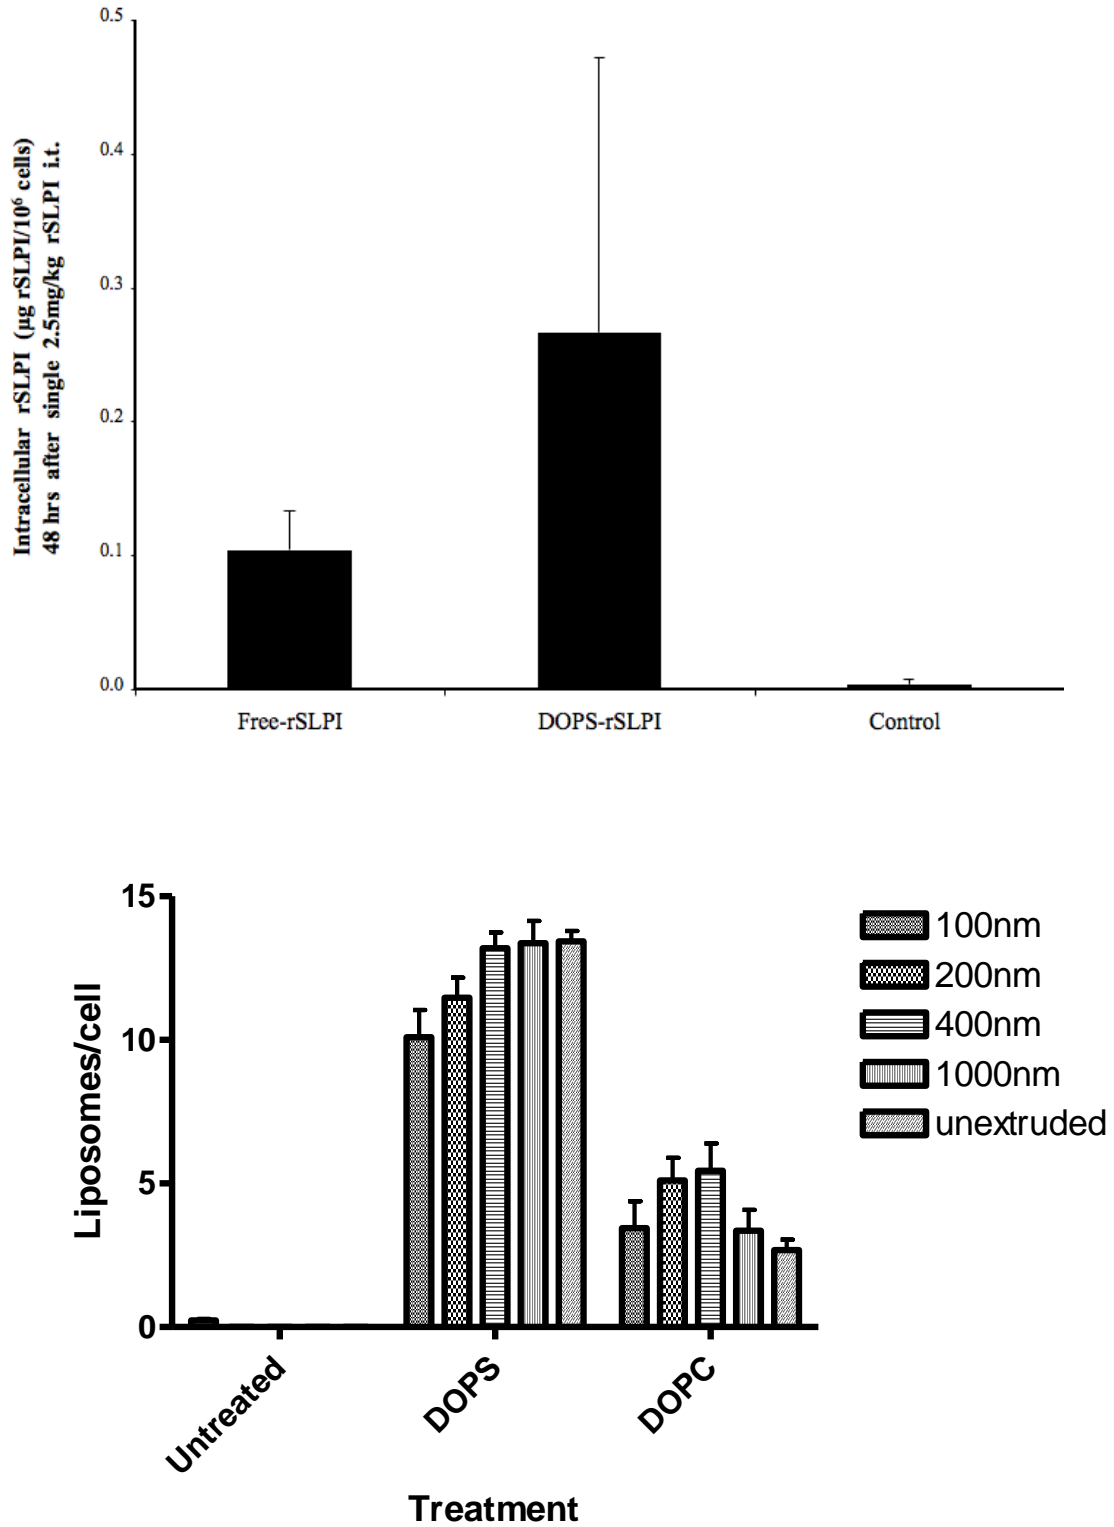 0.5
0.4
0.3
0.2
0.1
0.0
Intracellular rSLPI (µg rSLPI/10⁶ cells)
48 hrs after single 2.5mg/kg rSLPI i.t.
Free-rSLPI
DOPS-rSLPI
Control
15
10
5
0
Liposomes/cell
Untreated
DOPS
DOPC
Treatment
100nm
200nm
400nm
1000nm
unextruded